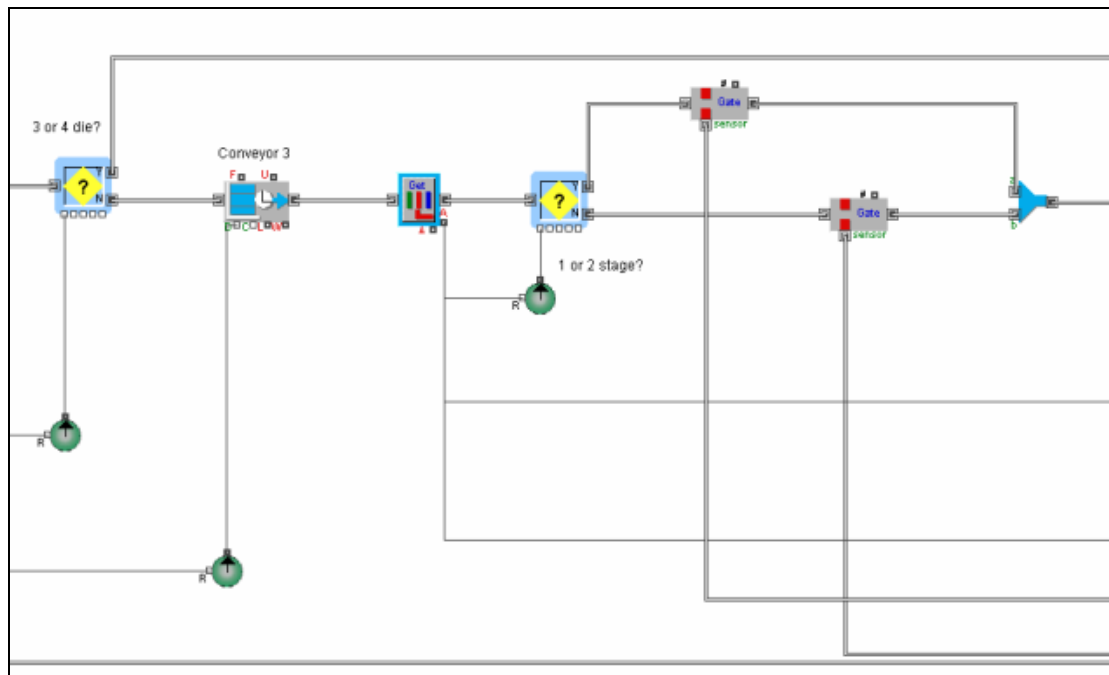 #
Gate
sensor
3 or 4 die?
Conveyor 3
?
Y
N
F U
Get
?
Y
N
a
b
#
Gate
sensor
D C L W
A
1 or 2 stage?
R
R
R